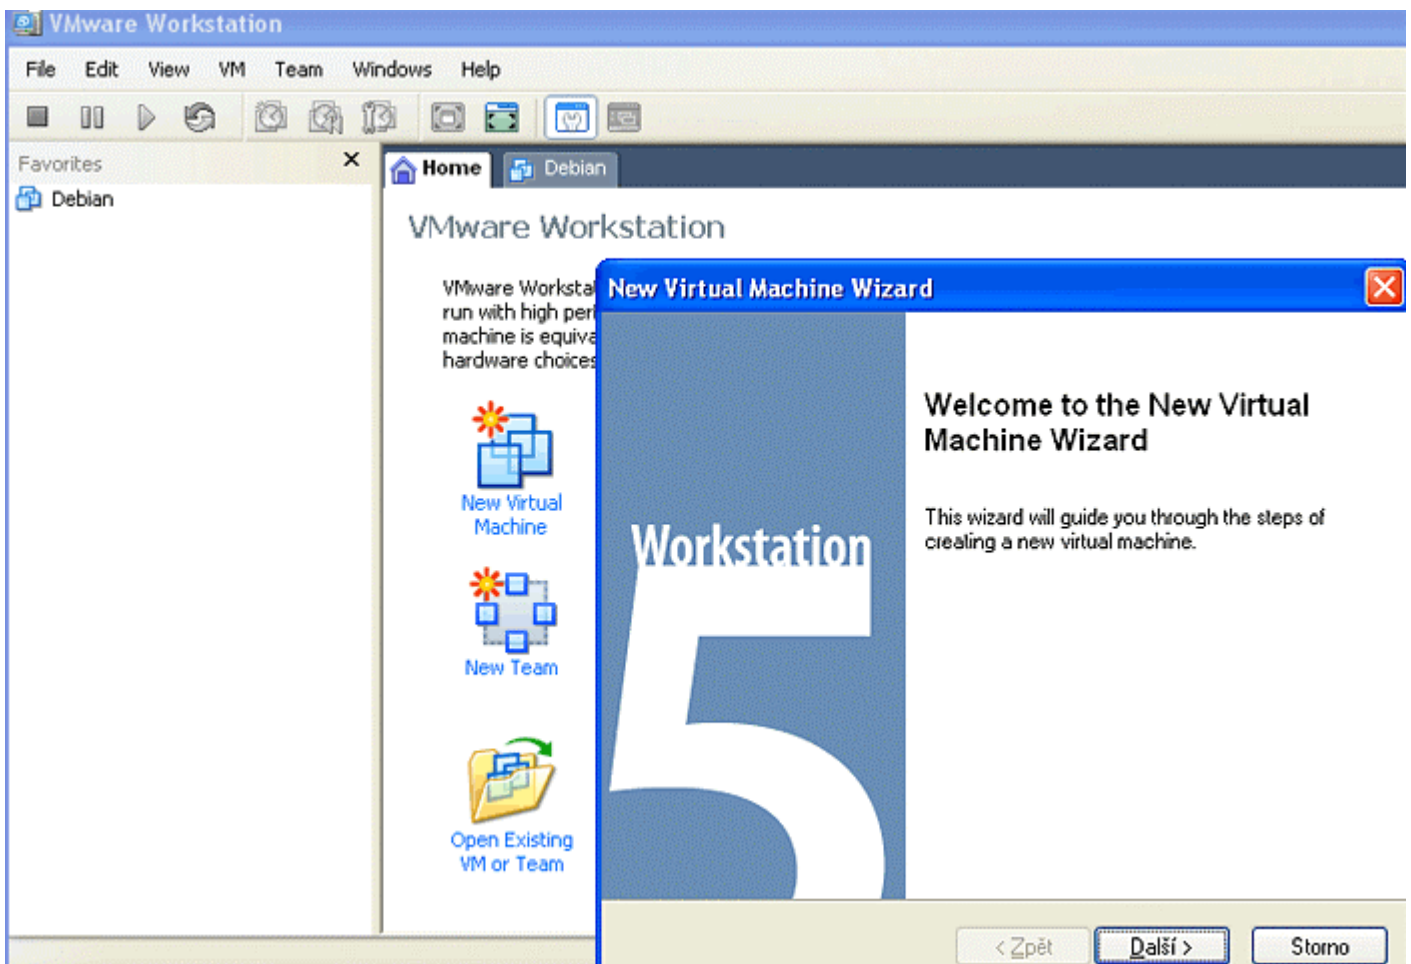 VMware Workstation
File Edit View VM Team Windows Help
Favorites
Debian
Home Debian
VMware Workstation
VMware Worksta
run with high per
machine is equiva
hardware choices
New Virtual
Machine
New Team
Open Existing
VM or Team
New Virtual Machine Wizard
Workstation
5
Welcome to the New Virtual
Machine Wizard
This wizard will guide you through the steps of
creating a new virtual machine.
< Zpět Další > Storno